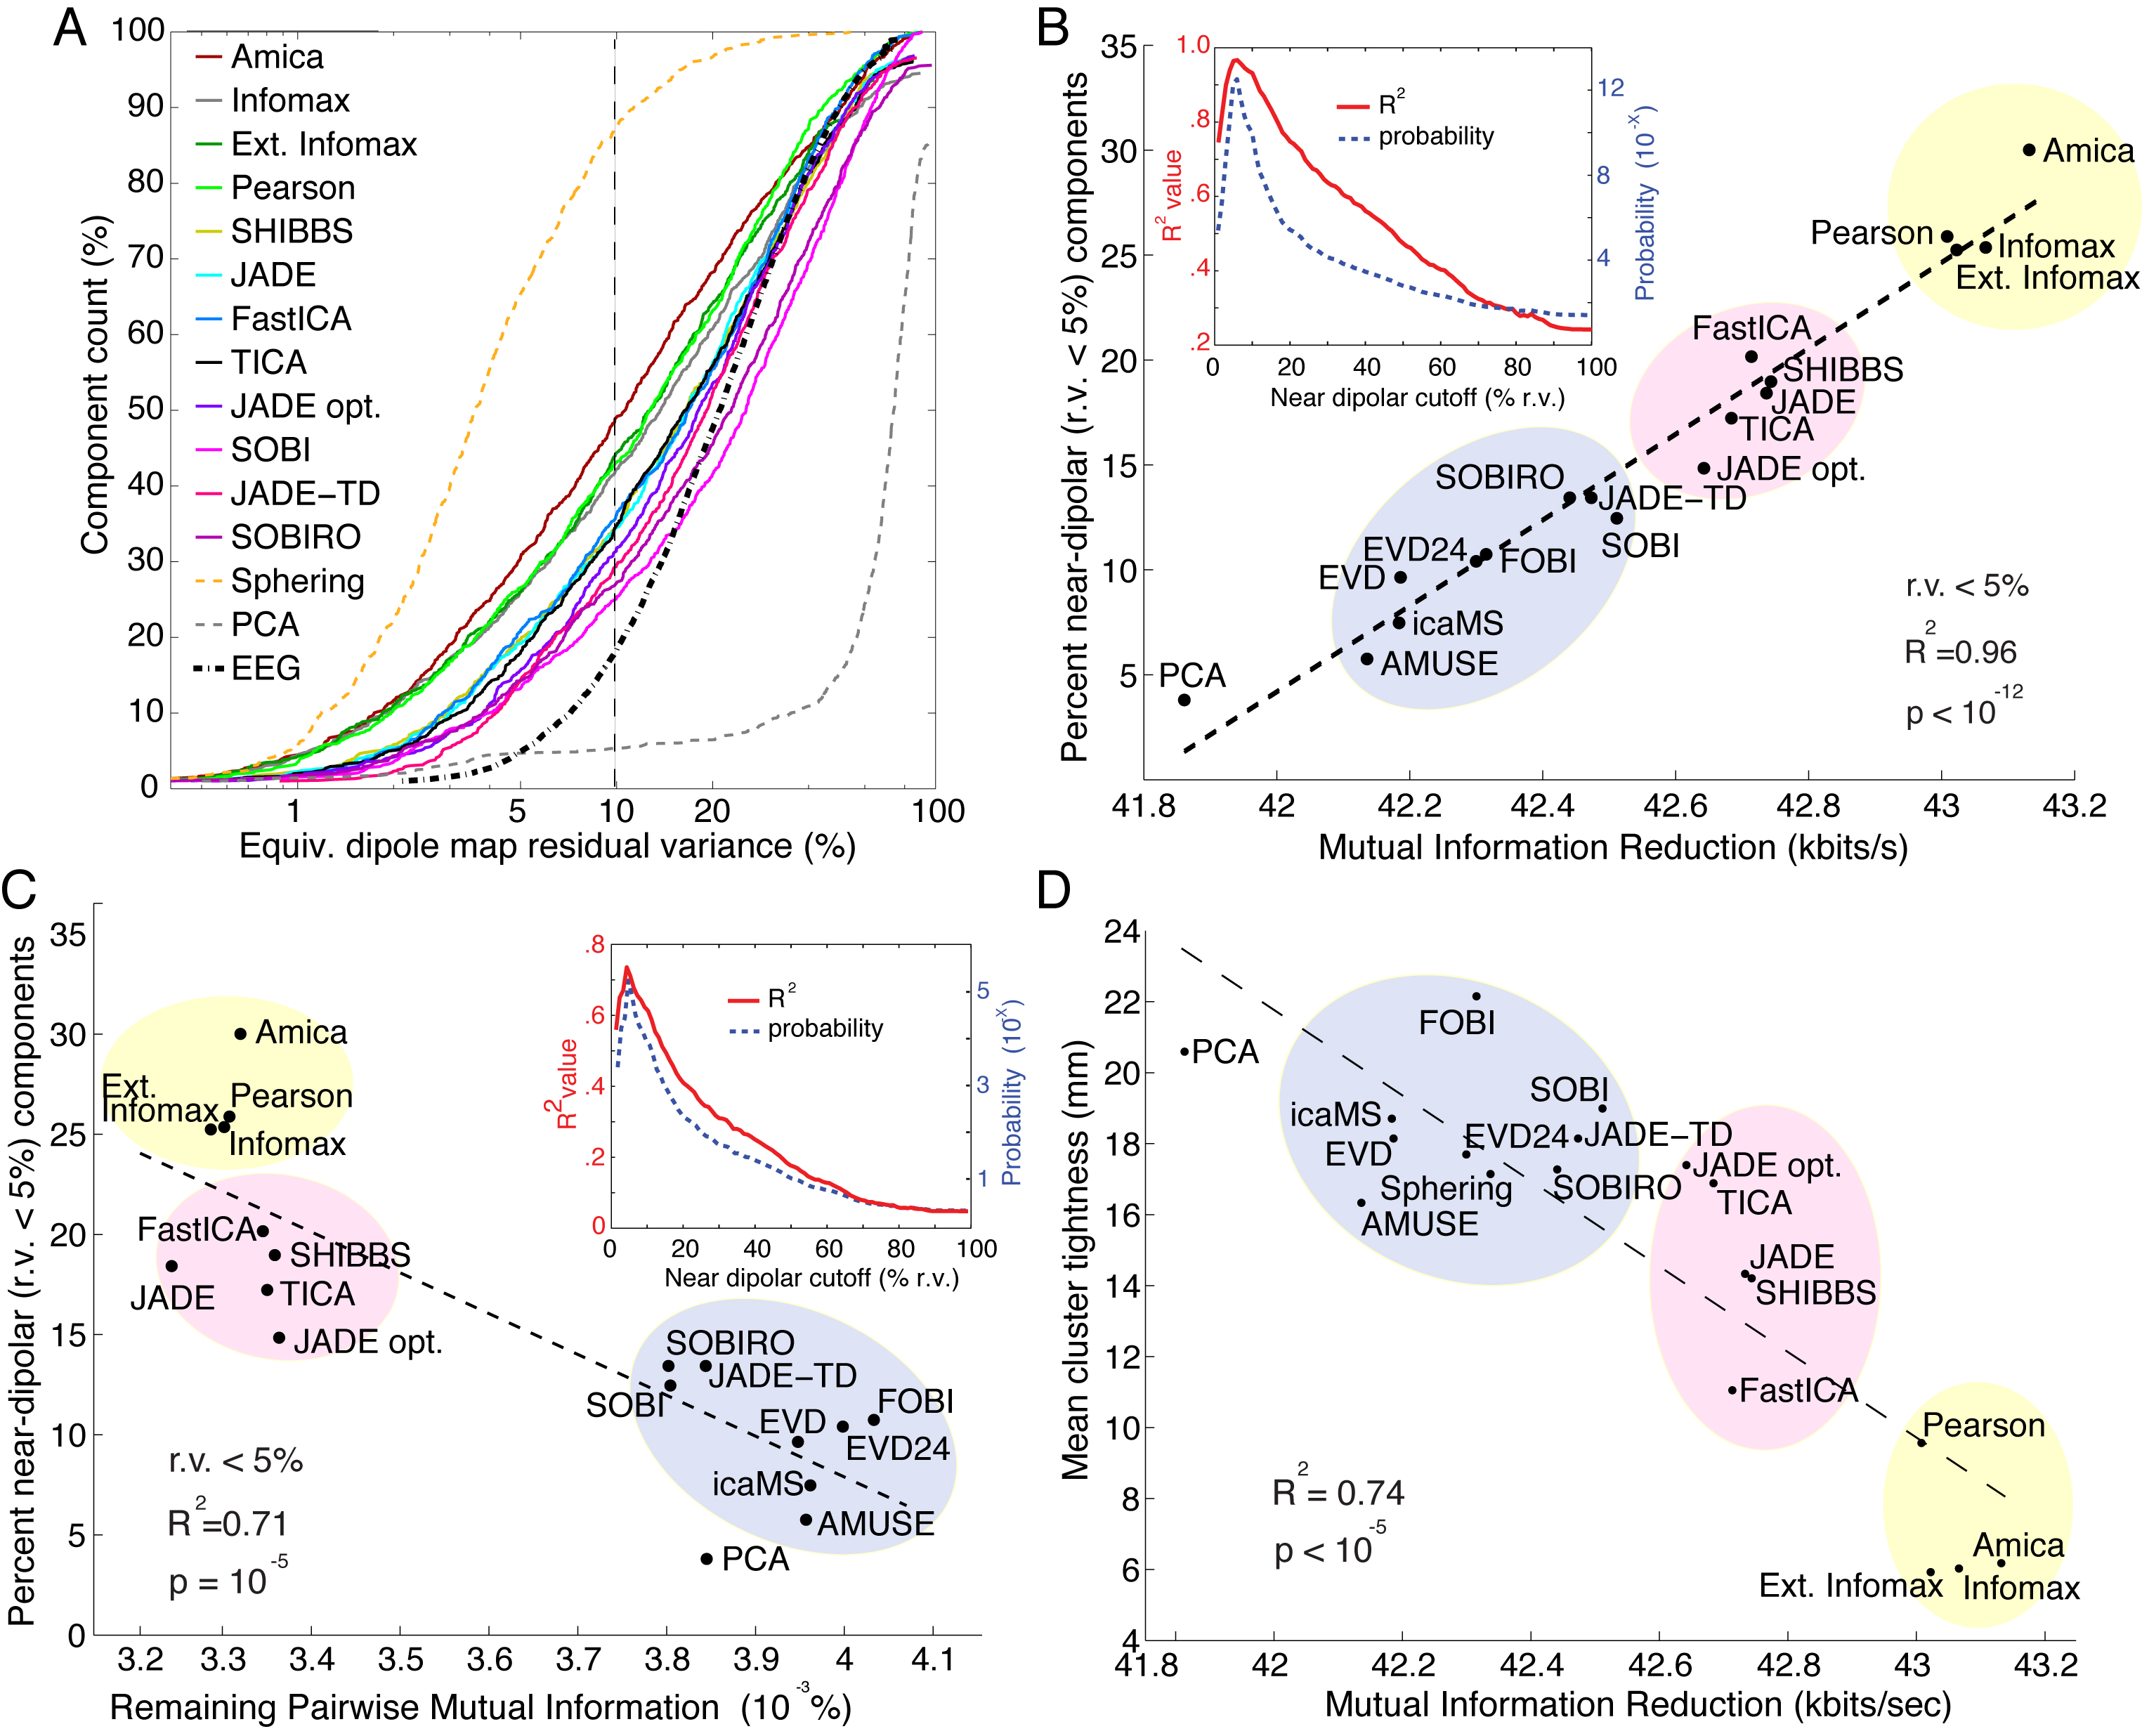 A
100
90
80
70
60
50
40
30
20
10
0
Component count (%)
Amica
Infomax
Ext. Infomax
Pearson
SHIBBS
JADE
FastICA
TICA
JADE opt.
SOBI
JADE−TD
SOBIRO
Sphering
PCA
EEG
1 5 10 20 100
Equiv. dipole map residual variance (%)
B
35
30
25
20
15
10
5
Percent near-dipolar (r.v. < 5%) components
1.0
.8
.6
.4
.2
R2 value
R2
probability
12
8
4
Probability (10-X)
0 20 40 60 80 100
Near dipolar cutoff (% r.v.)
Amica
Pearson
Infomax
Ext. Infomax
FastICA
SHIBBS
JADE
TICA
JADE opt.
SOBIRO
JADE−TD
SOBI
EVD24
FOBI
EVD
icaMS
AMUSE
PCA
r.v. < 5%
R2=0.96
p < 10-12
41.8 42 42.2 42.4 42.6 42.8 43 43.2
Mutual Information Reduction (kbits/s)
C
35
30
25
20
15
10
5
0
Percent near-dipolar (r.v. < 5%) components
.8
.6
.4
.2
0
R2 value
R2
probability
5
3
1
Probability (10-X)
0 20 40 60 80 100
Near dipolar cutoff (% r.v.)
Amica
Ext.
Infomax
Pearson
Infomax
FastICA
SHIBBS
JADE
TICA
JADE opt.
SOBIRO
JADE−TD
SOBI
FOBI
EVD
EVD24
icaMS
AMUSE
PCA
r.v. < 5%
R2=0.71
p = 10-5
3.2 3.3 3.4 3.5 3.6 3.7 3.8 3.9 4 4.1
Remaining Pairwise Mutual Information (10-3%)
D
24
22
20
18
16
14
12
10
8
6
4
Mean cluster tightness (mm)
FOBI
PCA
SOBI
icaMS
EVD24
JADE−TD
EVD
JADE opt.
Sphering
SOBIRO
TICA
AMUSE
JADE
SHIBBS
FastICA
Pearson
Amica
Ext. Infomax
Infomax
R2 = 0.74
p < 10-5
41.8 42 42.2 42.4 42.6 42.8 43 43.2
Mutual Information Reduction (kbits/sec)